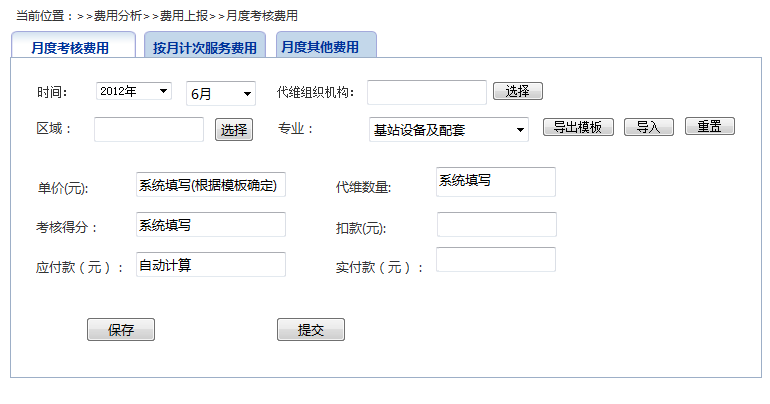 当前位置：>>费用分析>>费用上报>>月度考核费用
月度考核费用 按月计次服务费用 月度其他费用
时间: 2012年 6月 代维组织机构: 选择
区域： 选择 专业： 基站设备及配套 导出模板 导入 重置
单价(元): 系统填写(根据模板确定) 代维数量: 系统填写
考核得分： 系统填写 扣款(元):
应付款（元）： 自动计算 实付款（元）：
保存 提交